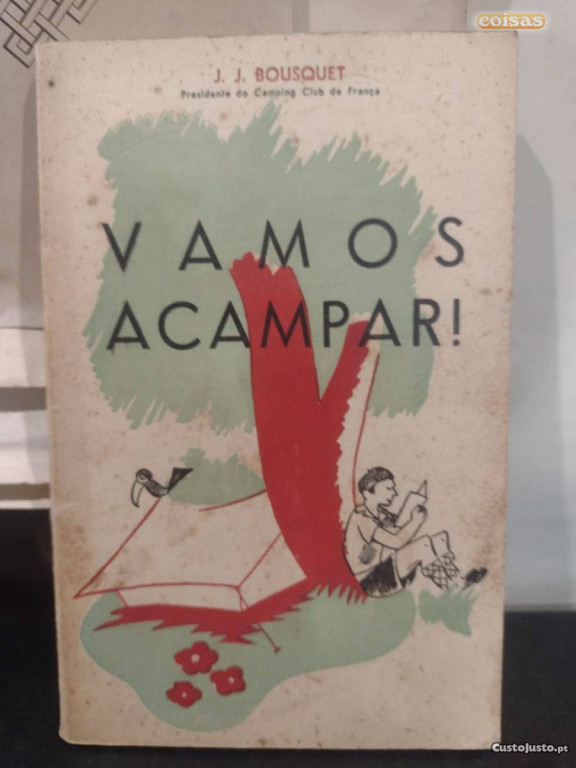 coisas
J. J. BOUSQUET
Presidente do Camping Club de França
VAMOS
ACAMPAR!
CustoJusto.pt